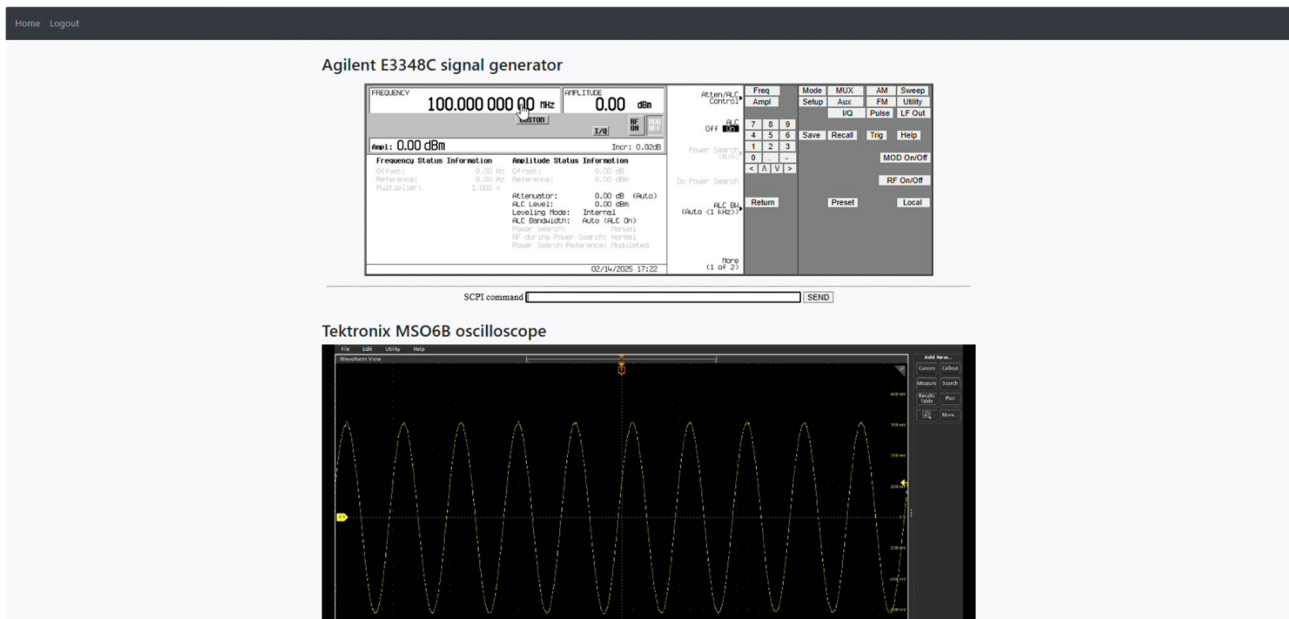 Home Logout
Agilent E3348C signal generator
FREQUENCY
100.000 000 00 MHz
AMPLITUDE
0.00 dBm
I/Q
RF ON
MOD OFF
Ampl: 0.00 dBm
Incr: 0.02dB
Frequency Status Information
Offset: 0.00 Hz
Reference: 0.00 Hz
Multiplier: 1.000 x
Amplitude Status Information
Offset: 0.00 dB
Reference: 0.00 dBm
Attenuator: 0.00 dB (Auto)
ALC Level: 0.00 dBm
Leveling Mode: Internal
ALC Bandwidth: Auto (ALC On)
Power Search: Manual
RF during Power Search: Normal
Power Search Reference: Modulated
02/14/2025 17:22
Atten/ALC
Control
ALC
Off On
Power Search
(N/A)
Do Power Search
ALC BW
(Auto (1 kHz))
More
(1 of 2)
Freq
Ampl
7 8 9
4 5 6
1 2 3
0 . -
< Λ V >
Return
Mode MUX AM Sweep
Setup Aux FM Utility
I/Q Pulse LF Out
Save Recall Trig Help
MOD On/Off
RF On/Off
Preset Local
SCPI command SEND
Tektronix MSO6B oscilloscope
File Edit Utility Help
Waveform View
Add New...
Cursors Callout
Measure Search
Results Table
Plot
More...